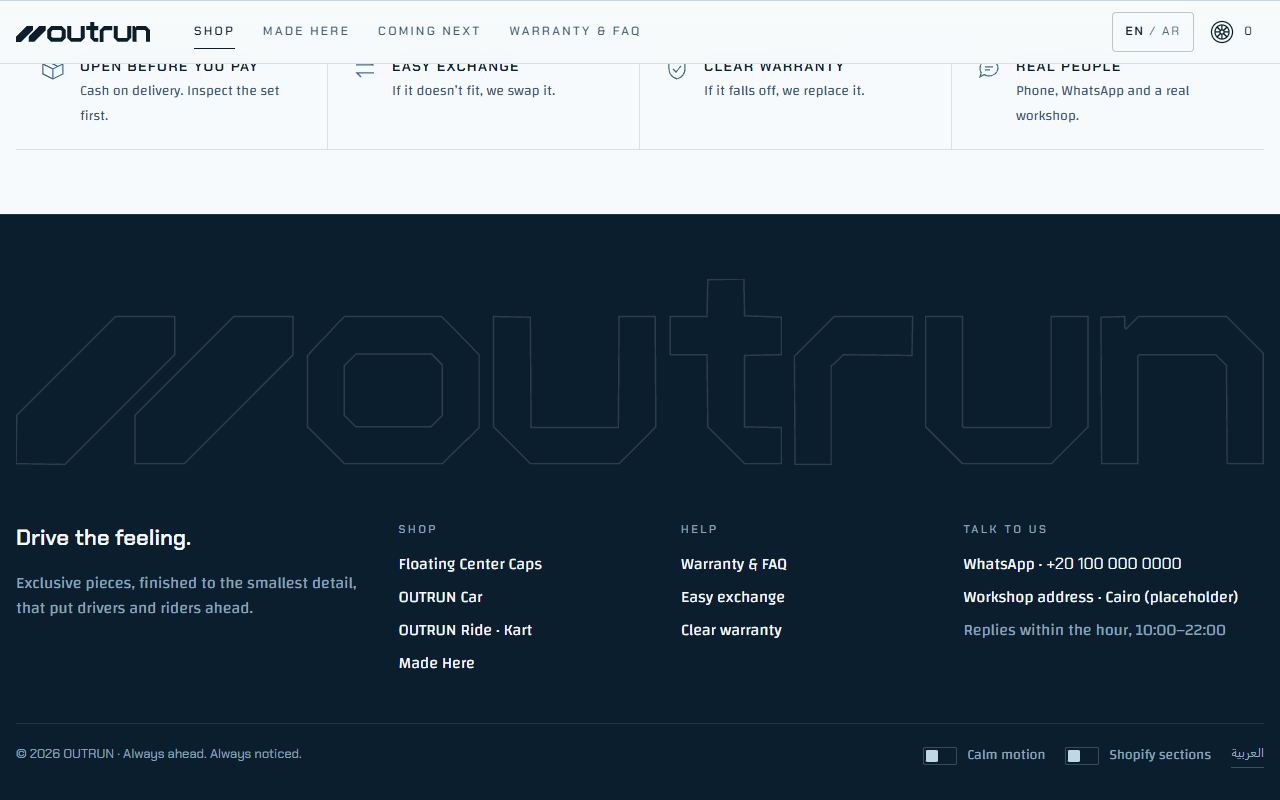 outrun
SHOP
MADE HERE
COMING NEXT
WARRANTY & FAQ
EN / AR
0
OPEN BEFORE YOU PAY
Cash on delivery. Inspect the set
first.
EASY EXCHANGE
If it doesn't fit, we swap it.
CLEAR WARRANTY
If it falls off, we replace it.
REAL PEOPLE
Phone, WhatsApp and a real
workshop.
outrun
Drive the feeling.
Exclusive pieces, finished to the smallest detail,
that put drivers and riders ahead.
SHOP
Floating Center Caps
OUTRUN Car
OUTRUN Ride · Kart
Made Here
HELP
Warranty & FAQ
Easy exchange
Clear warranty
TALK TO US
WhatsApp · +20 100 000 0000
Workshop address · Cairo (placeholder)
Replies within the hour, 10:00–22:00
© 2026 OUTRUN · Always ahead. Always noticed.
Calm motion
Shopify sections
العربية